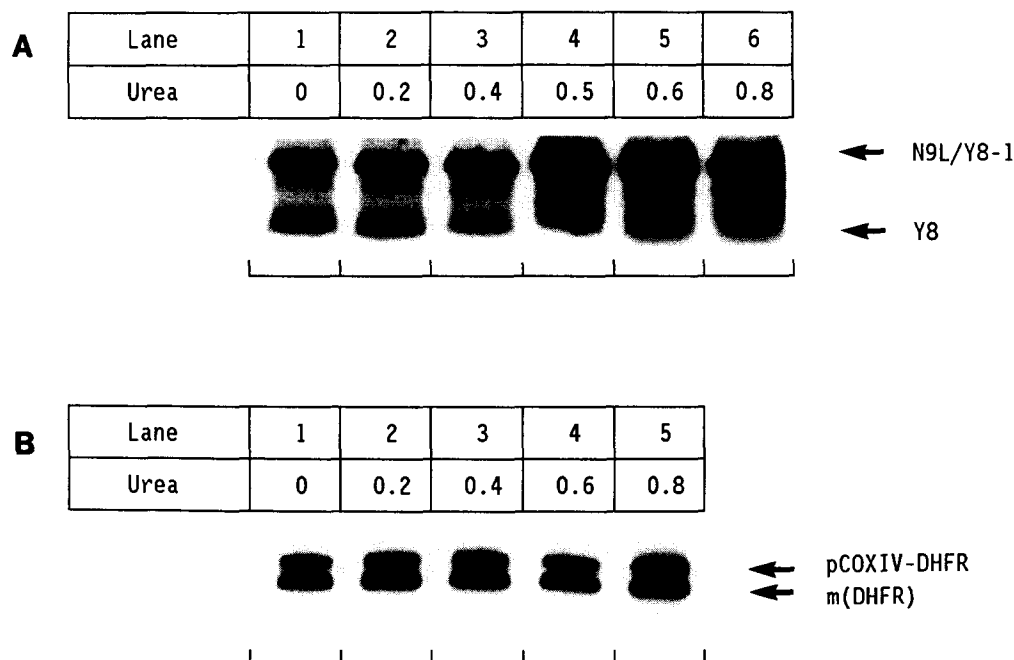 A
Lane 1 2 3 4 5 6
Urea 0 0.2 0.4 0.5 0.6 0.8
N9L/Y8-1
Y8
B
Lane 1 2 3 4 5
Urea 0 0.2 0.4 0.6 0.8
pCOXIV-DHFR
m(DHFR)